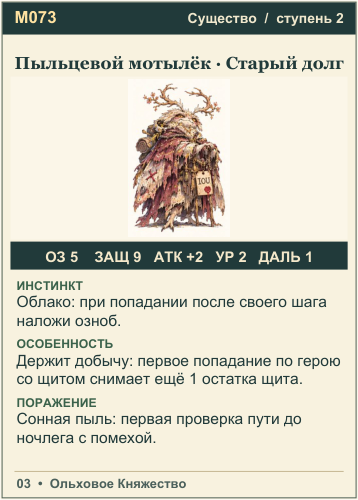 M073
Существо / ступень 2
Пыльцевой мотылёк · Старый долг
IOU
ОЗ 5 ЗАЩ 9 АТК +2 УР 2 ДАЛЬ 1
ИНСТИНКТ
Облако: при попадании после своего шага
наложи озноб.
ОСОБЕННОСТЬ
Держит добычу: первое попадание по герою
со щитом снимает ещё 1 остатка щита.
ПОРАЖЕНИЕ
Сонная пыль: первая проверка пути до
ночлега с помехой.
03 • Ольховое Княжество